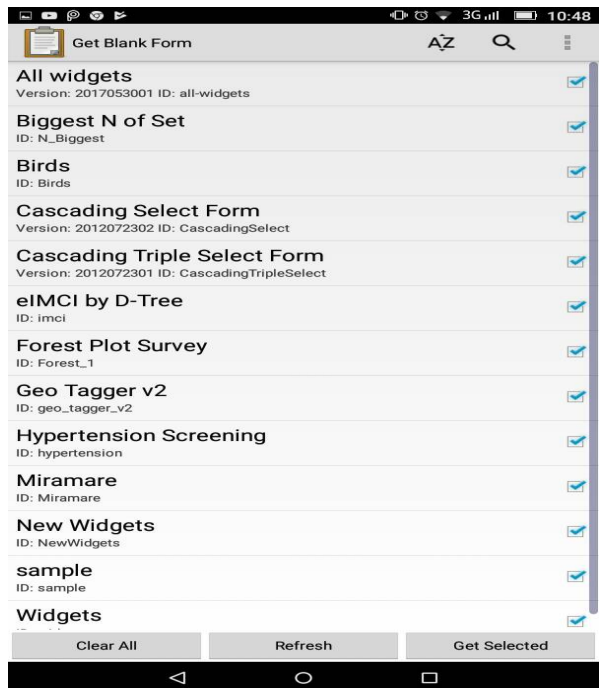 3G 10:48
Get Blank Form AZ
All widgets
Version: 2017053001 ID: all-widgets
Biggest N of Set
ID: N_Biggest
Birds
ID: Birds
Cascading Select Form
Version: 2012072302 ID: CascadingSelect
Cascading Triple Select Form
Version: 2012072301 ID: CascadingTripleSelect
eIMCI by D-Tree
ID: imci
Forest Plot Survey
ID: Forest_1
Geo Tagger v2
ID: geo_tagger_v2
Hypertension Screening
ID: hypertension
Miramare
ID: Miramare
New Widgets
ID: NewWidgets
sample
ID: sample
Widgets
Clear All Refresh Get Selected